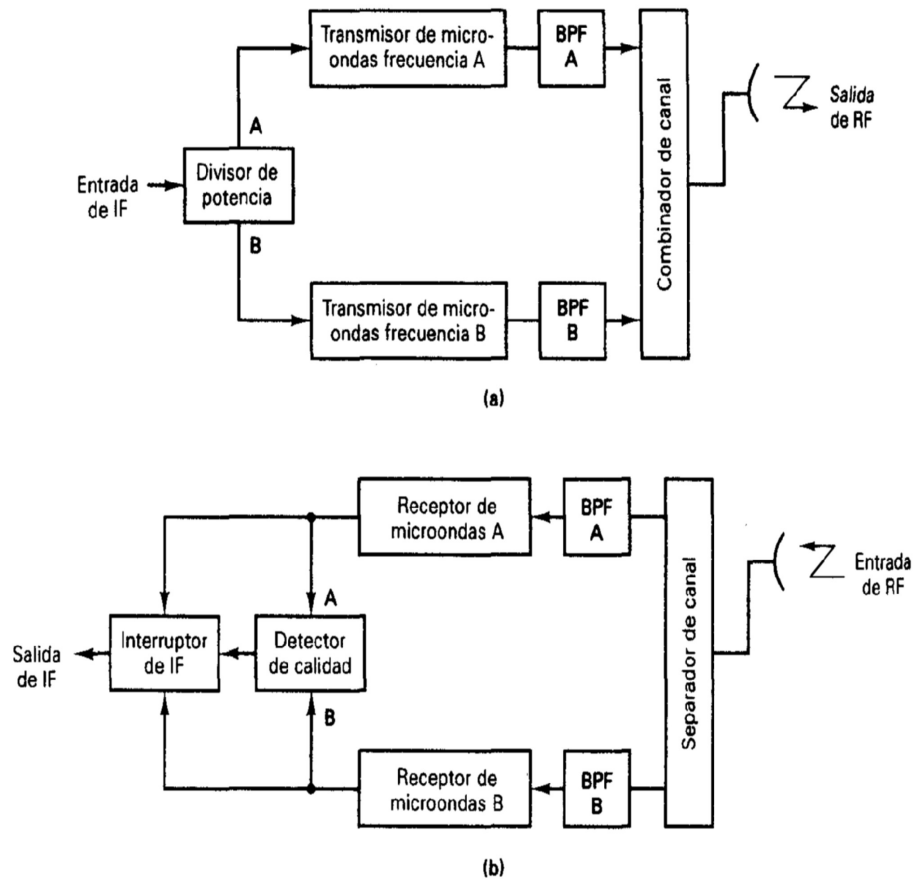 Transmisor de micro-
ondas frecuencia A
BPF
A
A
Entrada
de IF
Divisor de
potencia
B
Transmisor de micro-
ondas frecuencia B
BPF
B
Combinador de canal
Salida
de RF
(a)
Receptor de
microondas A
BPF
A
A
Salida
de IF
Interruptor
de IF
Detector
de calidad
B
Receptor de
microondas B
BPF
B
Separador de canal
Entrada
de RF
(b)